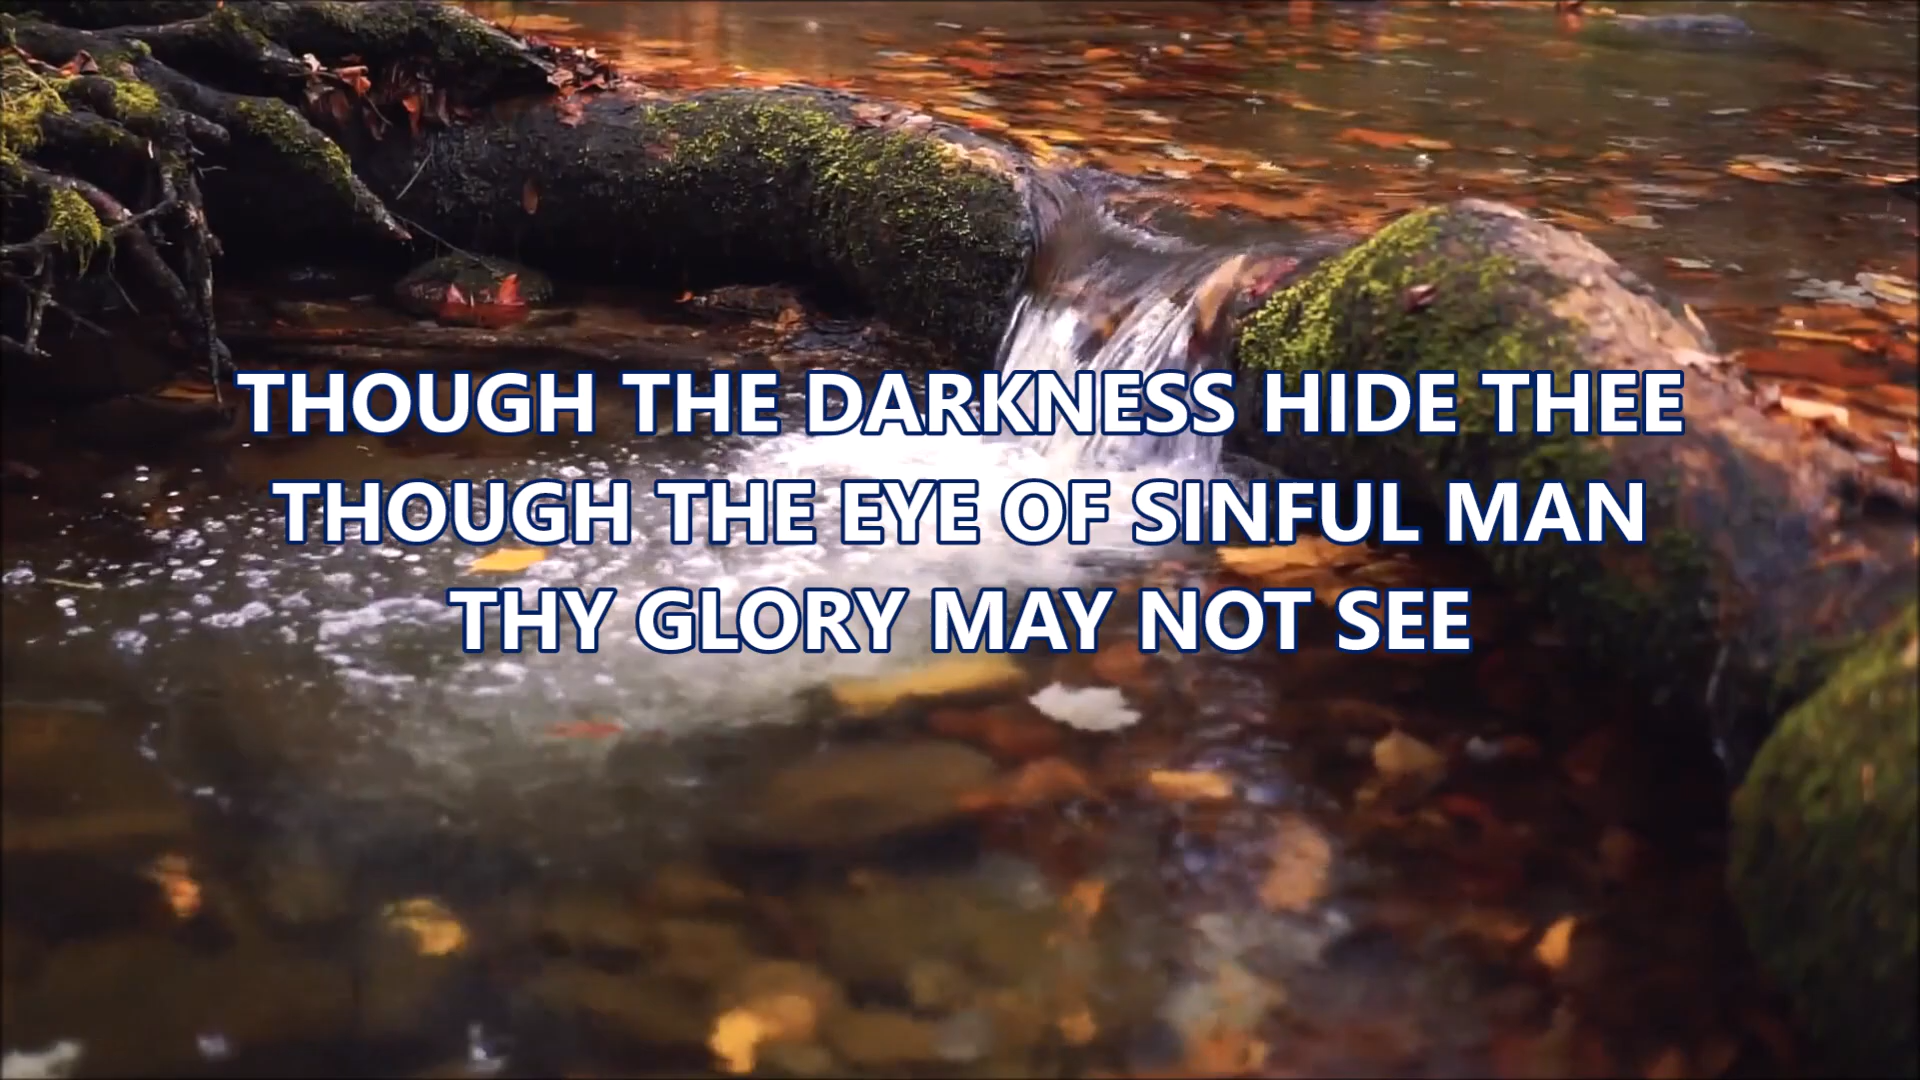 THOUGH THE DARKNESS HIDE THEE
THOUGH THE EYE OF SINFUL MAN
THY GLORY MAY NOT SEE